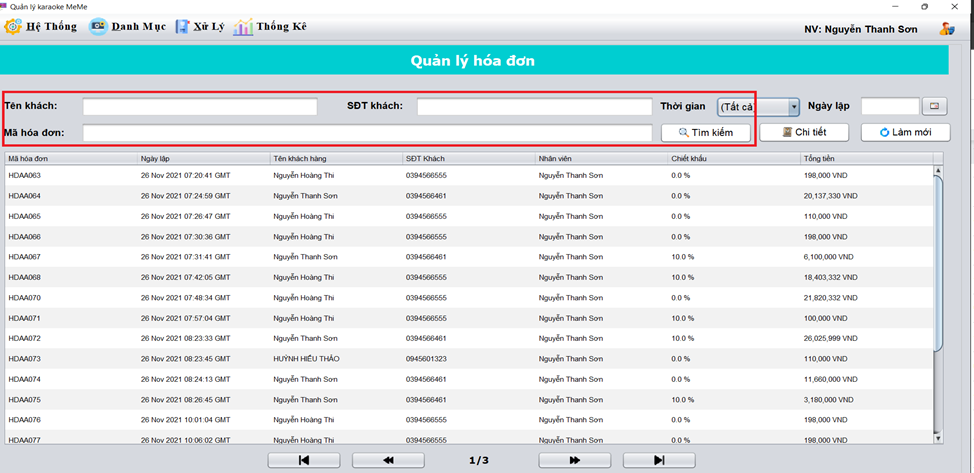 Quản lý karaoke MeMe
Hệ Thống Danh Mục Xử Lý Thống Kê NV: Nguyễn Thanh Sơn
Quản lý hóa đơn
Tên khách: SĐT khách: Thời gian (Tất cả) Ngày lập
Mã hóa đơn: Tìm kiếm Chi tiết Làm mới
Mã hóa đơn Ngày lập Tên khách hàng SĐT Khách Nhân viên Chiết khấu Tổng tiền
HDAA063 26 Nov 2021 07:20:41 GMT Nguyễn Hoàng Thi 0394566555 Nguyễn Thanh Sơn 0.0 % 198,000 VND
HDAA064 26 Nov 2021 07:24:59 GMT Nguyễn Thanh Sơn 0394566461 Nguyễn Thanh Sơn 0.0 % 20,137,330 VND
HDAA065 26 Nov 2021 07:26:47 GMT Nguyễn Hoàng Thi 0394566555 Nguyễn Thanh Sơn 0.0 % 110,000 VND
HDAA066 26 Nov 2021 07:30:36 GMT Nguyễn Hoàng Thi 0394566555 Nguyễn Thanh Sơn 0.0 % 198,000 VND
HDAA067 26 Nov 2021 07:31:41 GMT Nguyễn Thanh Sơn 0394566461 Nguyễn Thanh Sơn 10.0 % 6,100,000 VND
HDAA068 26 Nov 2021 07:42:05 GMT Nguyễn Hoàng Thi 0394566555 Nguyễn Thanh Sơn 10.0 % 18,403,332 VND
HDAA070 26 Nov 2021 07:48:34 GMT Nguyễn Hoàng Thi 0394566555 Nguyễn Thanh Sơn 0.0 % 21,820,332 VND
HDAA071 26 Nov 2021 07:57:04 GMT Nguyễn Hoàng Thi 0394566555 Nguyễn Thanh Sơn 10.0 % 100,000 VND
HDAA072 26 Nov 2021 08:23:33 GMT Nguyễn Thanh Sơn 0394566461 Nguyễn Thanh Sơn 10.0 % 26,025,999 VND
HDAA073 26 Nov 2021 08:23:45 GMT HUỲNH HIẾU THẢO 0945601323 Nguyễn Thanh Sơn 0.0 % 110,000 VND
HDAA074 26 Nov 2021 08:24:13 GMT Nguyễn Thanh Sơn 0394566461 Nguyễn Thanh Sơn 0.0 % 11,660,000 VND
HDAA075 26 Nov 2021 08:26:45 GMT Nguyễn Thanh Sơn 0394566461 Nguyễn Thanh Sơn 10.0 % 3,180,000 VND
HDAA076 26 Nov 2021 10:01:04 GMT Nguyễn Hoàng Thi 0394566555 Nguyễn Thanh Sơn 0.0 % 198,000 VND
HDAA077 26 Nov 2021 10:06:02 GMT Nguyễn Hoàng Thi 0394566555 Nguyễn Thanh Sơn 0.0 % 198,000 VND
1/3